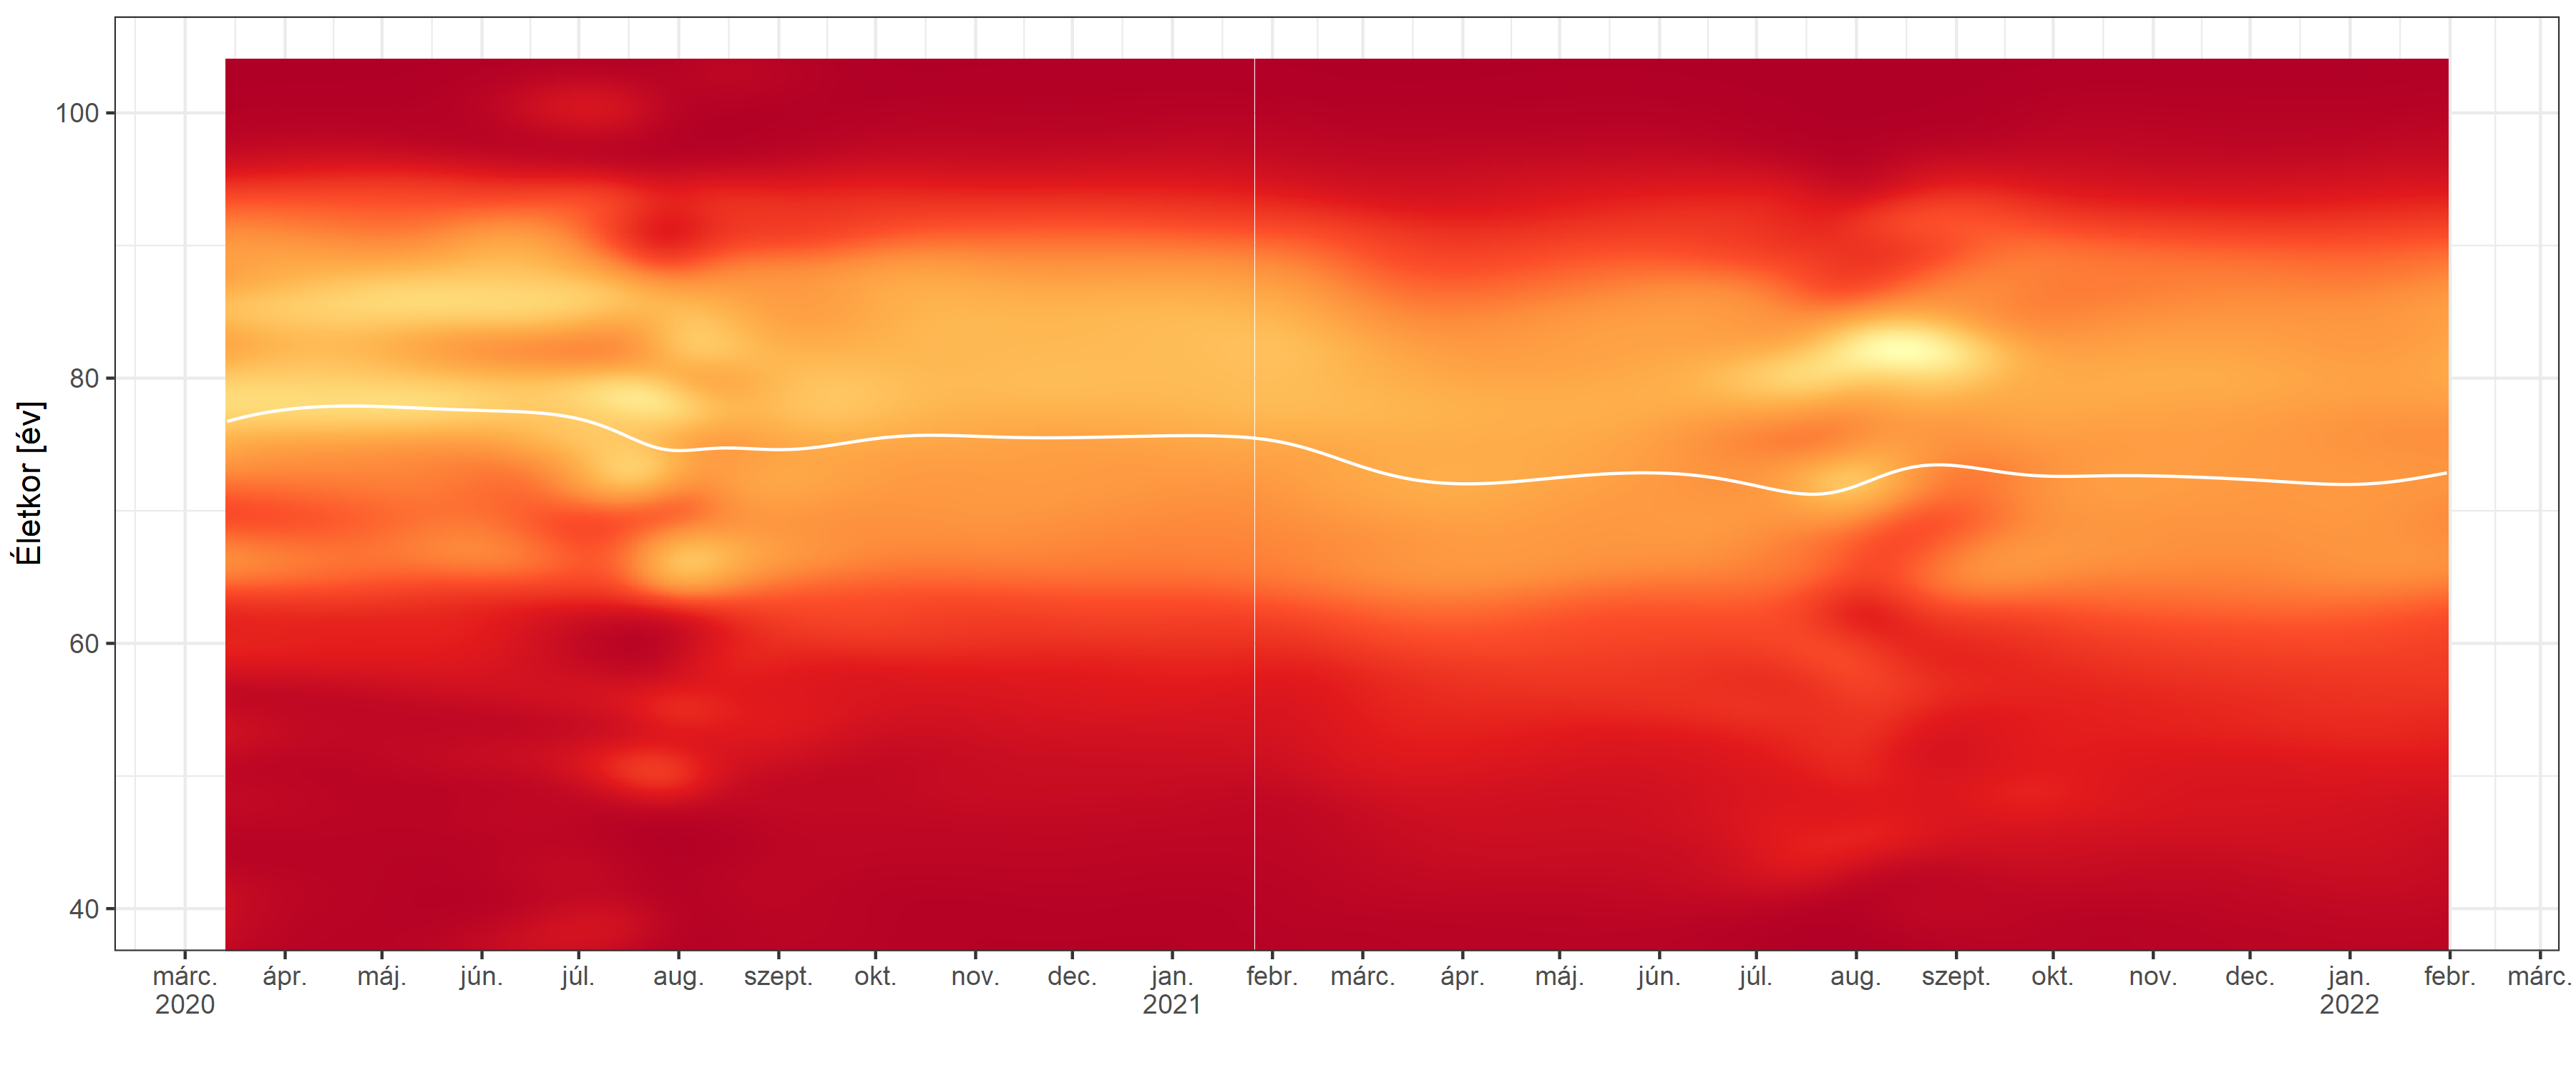 Életkor [év]
100
80
60
40
márc. ápr. máj. jún. júl. aug. szept. okt. nov. dec. jan. febr. márc. ápr. máj. jún. júl. aug. szept. okt. nov. dec. jan. febr. márc.
2020 2021 2022